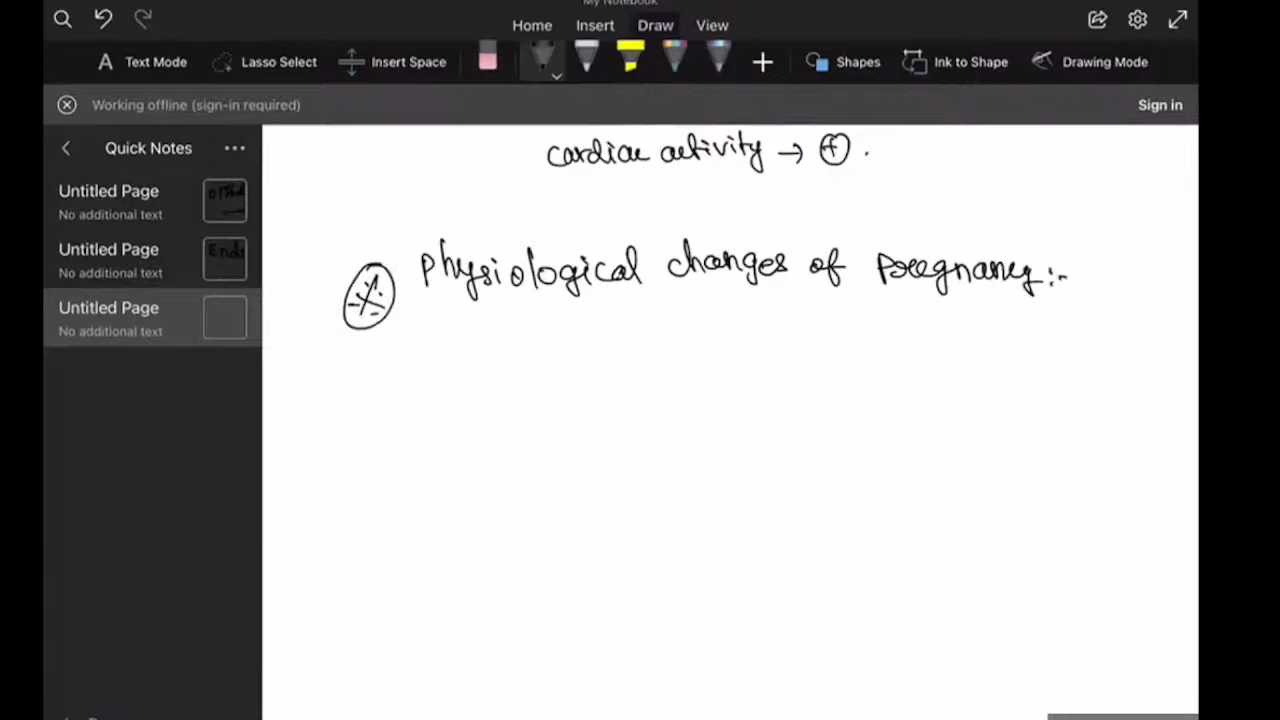 My Notebook
Home Insert Draw View
Text Mode Lasso Select Insert Space Shapes Ink to Shape Drawing Mode
Working offline (sign-in required) Sign in
Quick Notes
Untitled Page
No additional text
Untitled Page
No additional text
Untitled Page
No additional text
cardiac activity → (+) .
Physiological changes of pregnancy:-